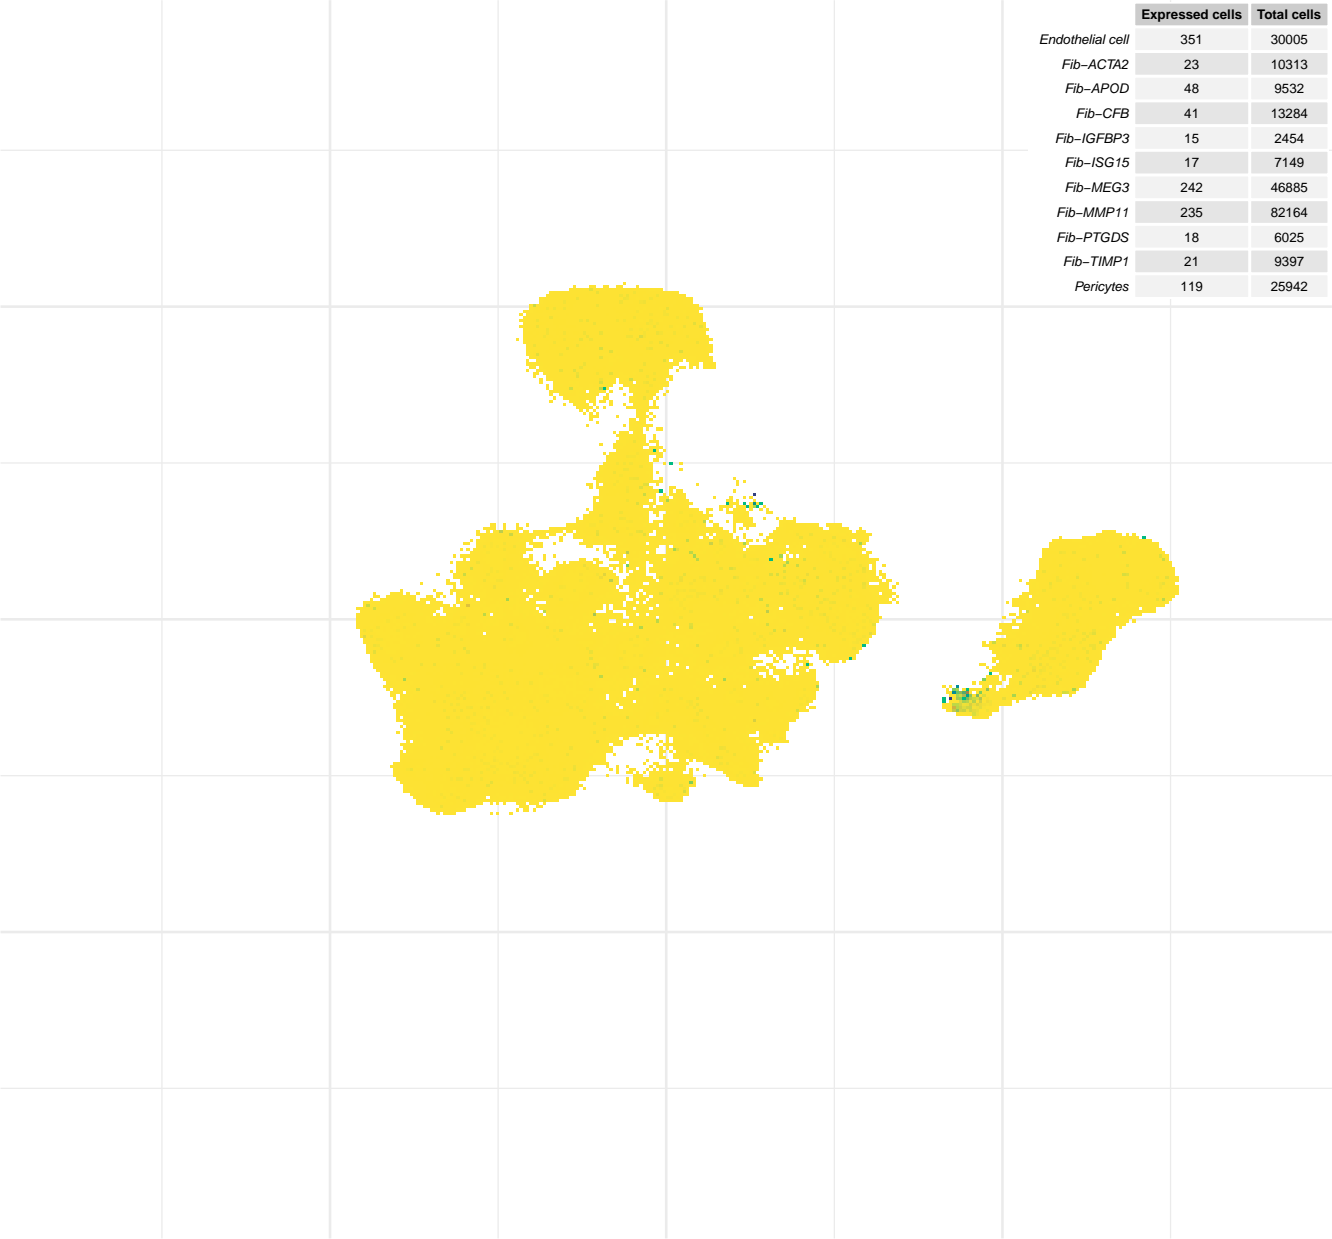 Expressed cells Total cells
Endothelial cell 351 30005
Fib−ACTA2 23 10313
Fib−APOD 48 9532
Fib−CFB 41 13284
Fib−IGFBP3 15 2454
Fib−ISG15 17 7149
Fib−MEG3 242 46885
Fib−MMP11 235 82164
Fib−PTGDS 18 6025
Fib−TIMP1 21 9397
Pericytes 119 25942